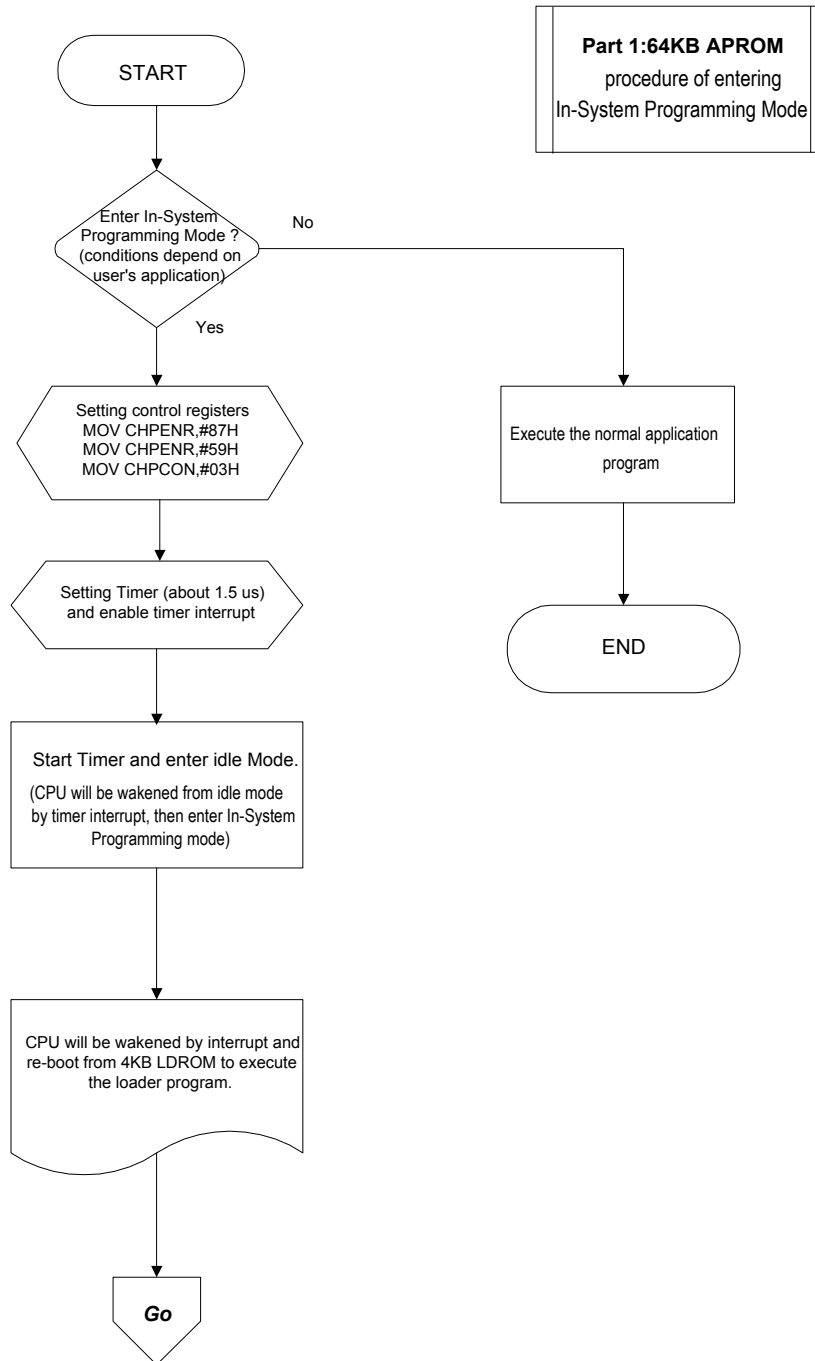 Part 1:64KB APROM
procedure of entering
In-System Programming Mode
START
Enter In-System
Programming Mode ?
(conditions depend on
user's application)
No
Yes
Setting control registers
MOV CHPENR,#87H
MOV CHPENR,#59H
MOV CHPCON,#03H
Execute the normal application
program
Setting Timer (about 1.5 us)
and enable timer interrupt
END
Start Timer and enter idle Mode.
(CPU will be wakened from idle mode
by timer interrupt, then enter In-System
Programming mode)
CPU will be wakened by interrupt and
re-boot from 4KB LDROM to execute
the loader program.
Go